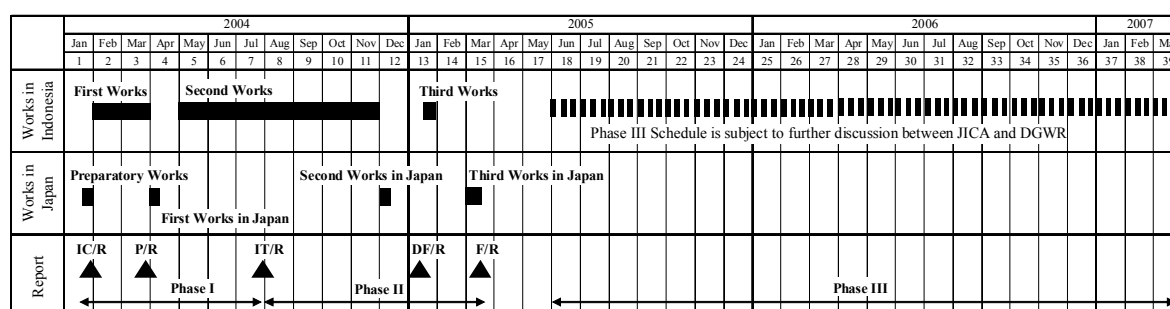 2004 2005 2006 2007
Jan Feb Mar Apr May Jun Jul Aug Sep Oct Nov Dec Jan Feb Mar Apr May Jun Jul Aug Sep Oct Nov Dec Jan Feb Mar Apr May Jun Jul Aug Sep Oct Nov Dec Jan Feb Ma
1 2 3 4 5 6 7 8 9 10 11 12 13 14 15 16 17 18 19 20 21 22 23 24 25 26 27 28 29 30 31 32 33 34 35 36 37 38 39
Works in
Indonesia
First Works Second Works Third Works
Phase III Schedule is subject to further discussion between JICA and DGWR
Works in
Japan
Preparatory Works Second Works in Japan Third Works in Japan
First Works in Japan
Report
IC/R P/R IT/R DF/R F/R
Phase I Phase II Phase III